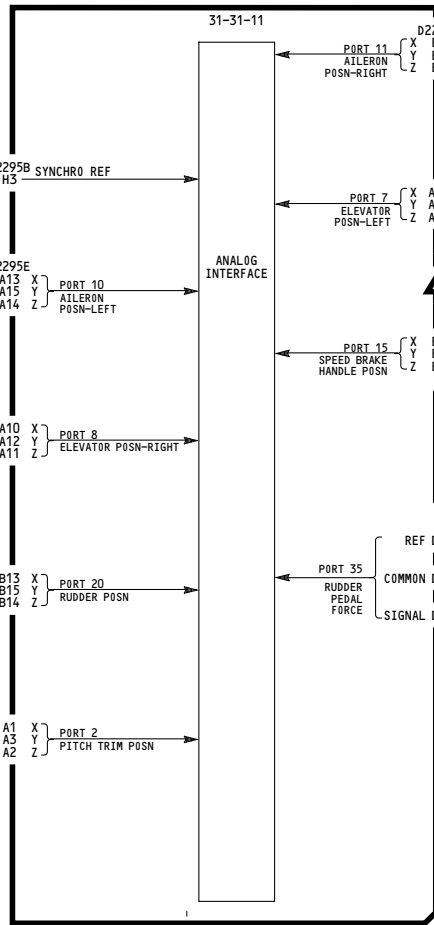 31-31-11
PORT 11
AILERON
POSN-RIGHT
X
Y
Z
2295B
H3
SYNCHRO REF
PORT 7
ELEVATOR
POSN-LEFT
X A
Y A
Z A
ANALOG
INTERFACE
2295E
A13 X
A15 Y
A14 Z
PORT 10
AILERON
POSN-LEFT
PORT 15
SPEED BRAKE
HANDLE POSN
X
Y
Z
A10 X
A12 Y
A11 Z
PORT 8
ELEVATOR POSN-RIGHT
PORT 35
RUDDER
PEDAL
FORCE
REF
COMMON
SIGNAL
B13 X
B15 Y
B14 Z
PORT 20
RUDDER POSN
A1 X
A3 Y
A2 Z
PORT 2
PITCH TRIM POSN